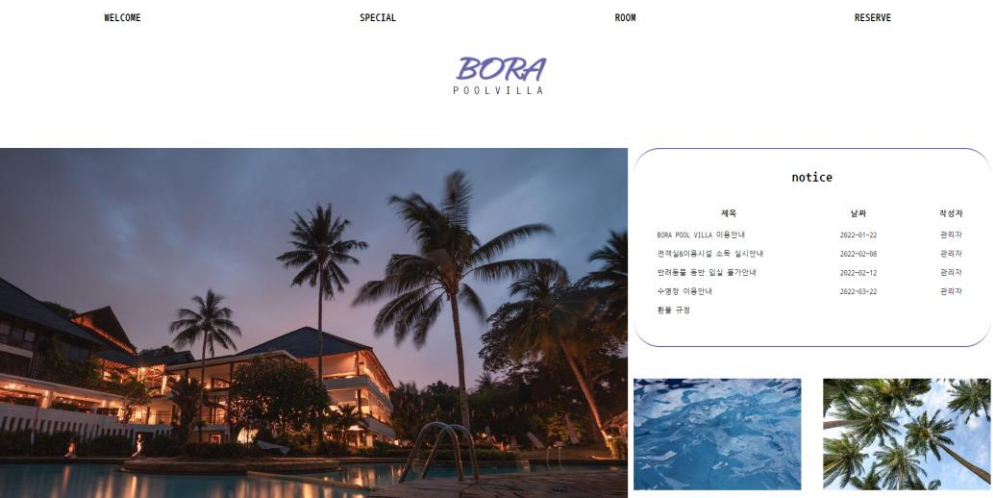 WELCOME SPECIAL ROOM RESERVE
BORA
POOLVILLA
notice
제목 날짜 작성자
BORA POOL VILLA 이용안내 2022-01-22 관리자
전객실&이용시설 소독 실시안내 2022-02-08 관리자
반려동물 동반 입실 불가안내 2022-02-12 관리자
수영장 이용안내 2022-03-22 관리자
환불 규정